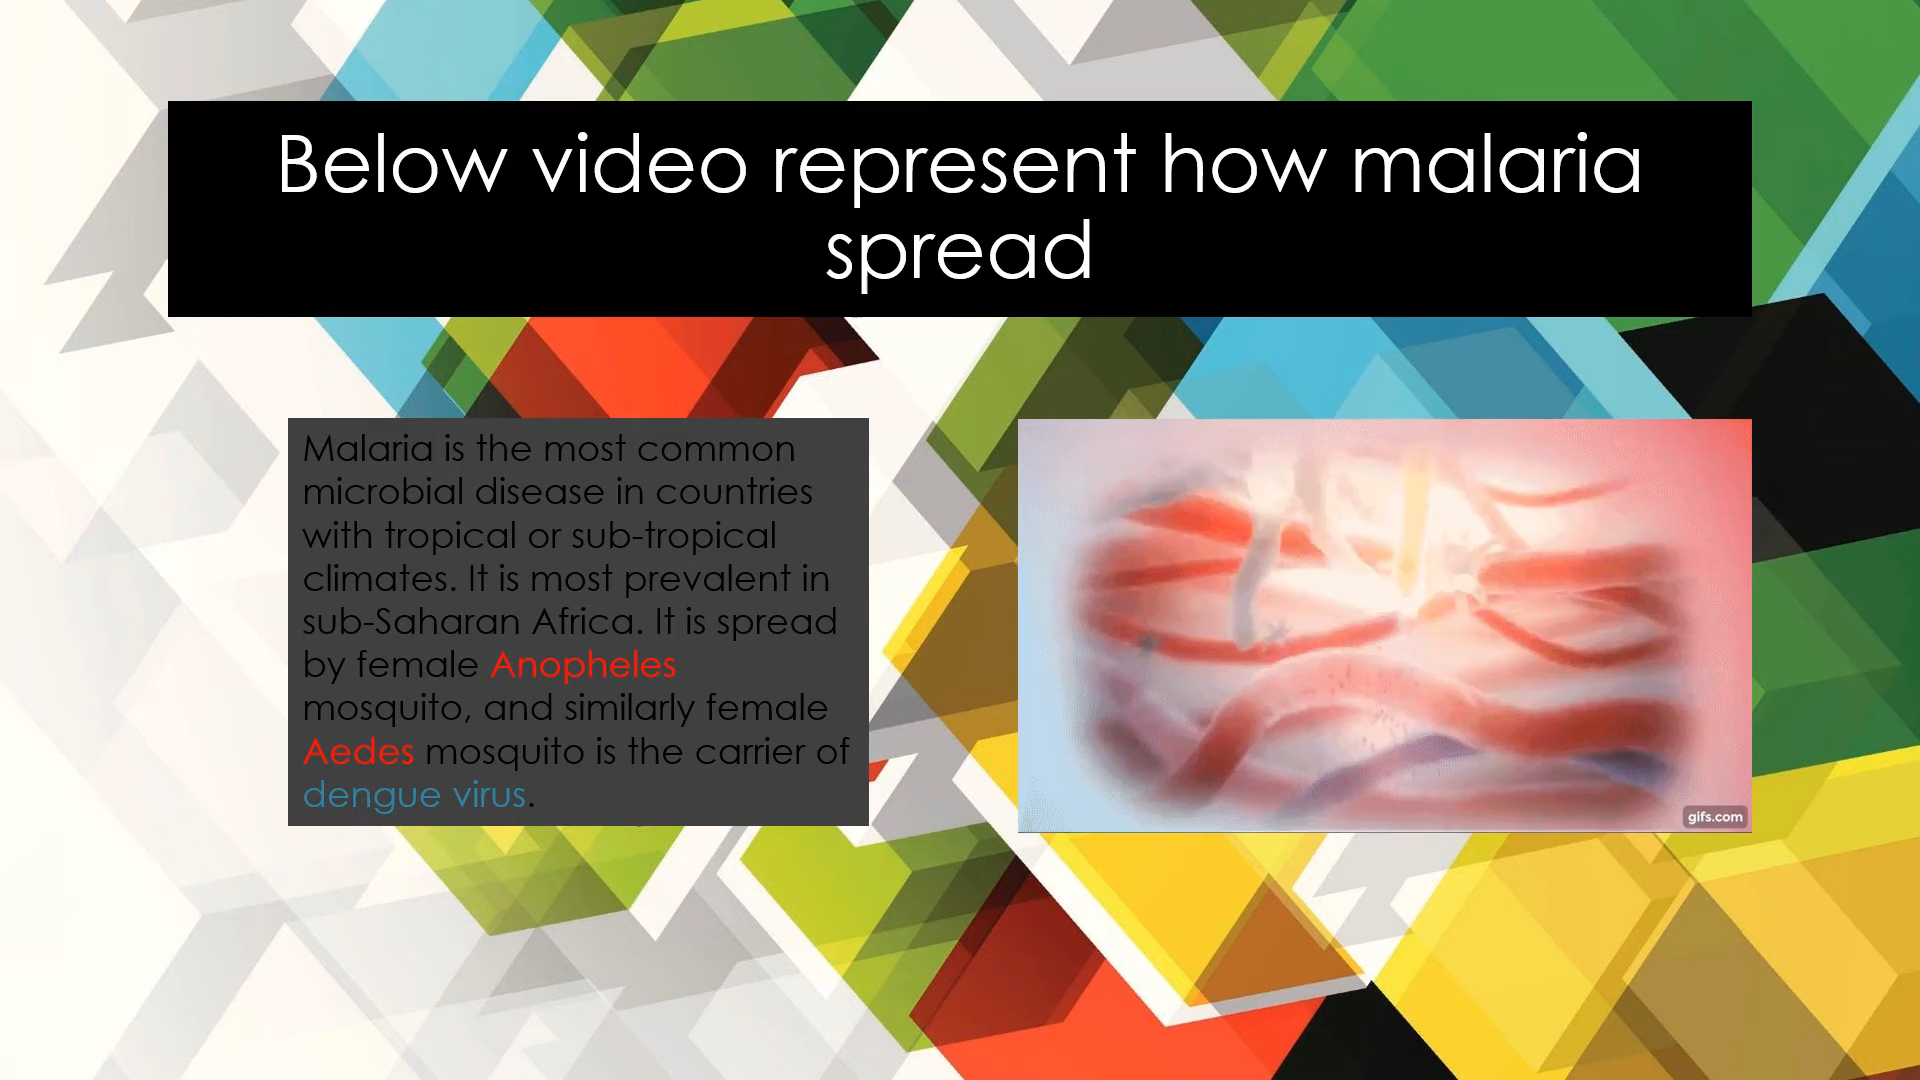 Below video represent how malaria
spread
Malaria is the most common
microbial disease in countries
with tropical or sub-tropical
climates. It is most prevalent in
sub-Saharan Africa. It is spread
by female Anopheles
mosquito, and similarly female
Aedes mosquito is the carrier of
dengue virus.
gifs.com